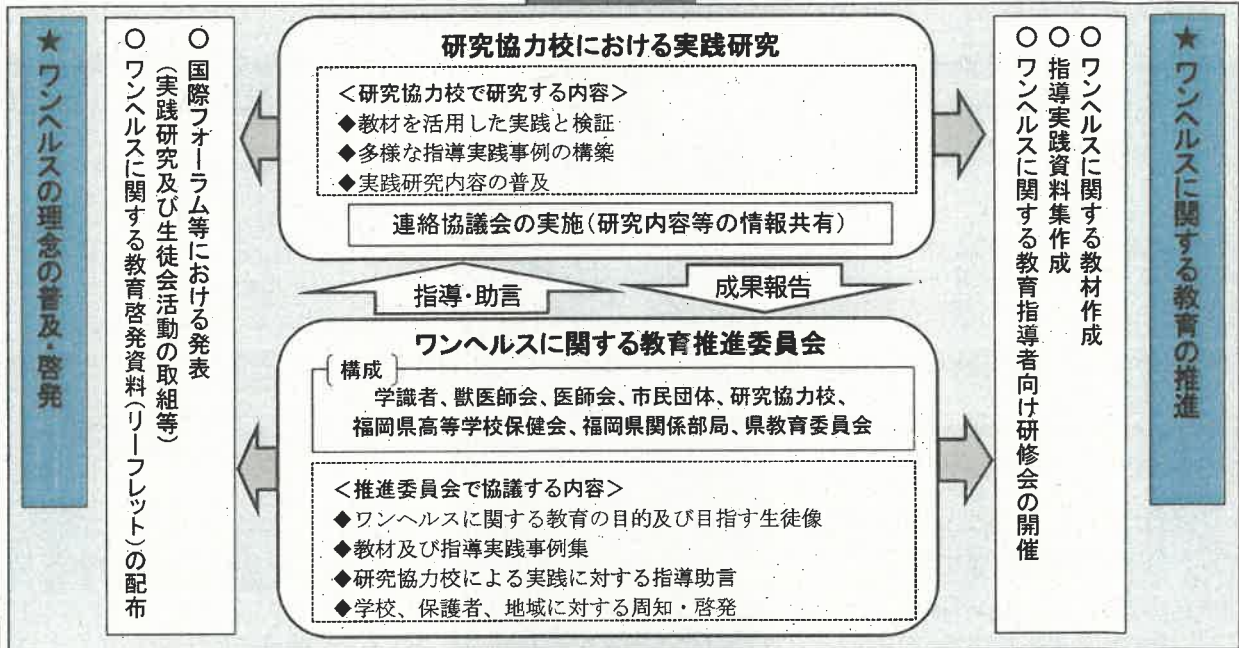 ★ ワンヘルスに関する教育の推進
○ ワンヘルスに関する教材作成
○ 指導実践資料集作成
○ ワンヘルスに関する教育指導者向け研修会の開催
研究協力校における実践研究
<研究協力校で研究する内容>
◆教材を活用した実践と検証
◆多様な指導実践事例の構築
◆実践研究内容の普及
連絡協議会の実施(研究内容等の情報共有)
指導・助言
成果報告
ワンヘルスに関する教育推進委員会
構成
学識者、獣医師会、医師会、市民団体、研究協力校、
福岡県高等学校保健会、福岡県関係部局、県教育委員会
<推進委員会で協議する内容>
◆ワンヘルスに関する教育の目的及び目指す生徒像
◆教材及び指導実践事例集
◆研究協力校による実践に対する指導助言
◆学校、保護者、地域に対する周知・啓発
○ 国際フォーラム等における発表
(実践研究及び生徒会活動の取組等)
○ ワンヘルスに関する教育啓発資料(リーフレット)の配布
★ ワンヘルスの理念の普及・啓発